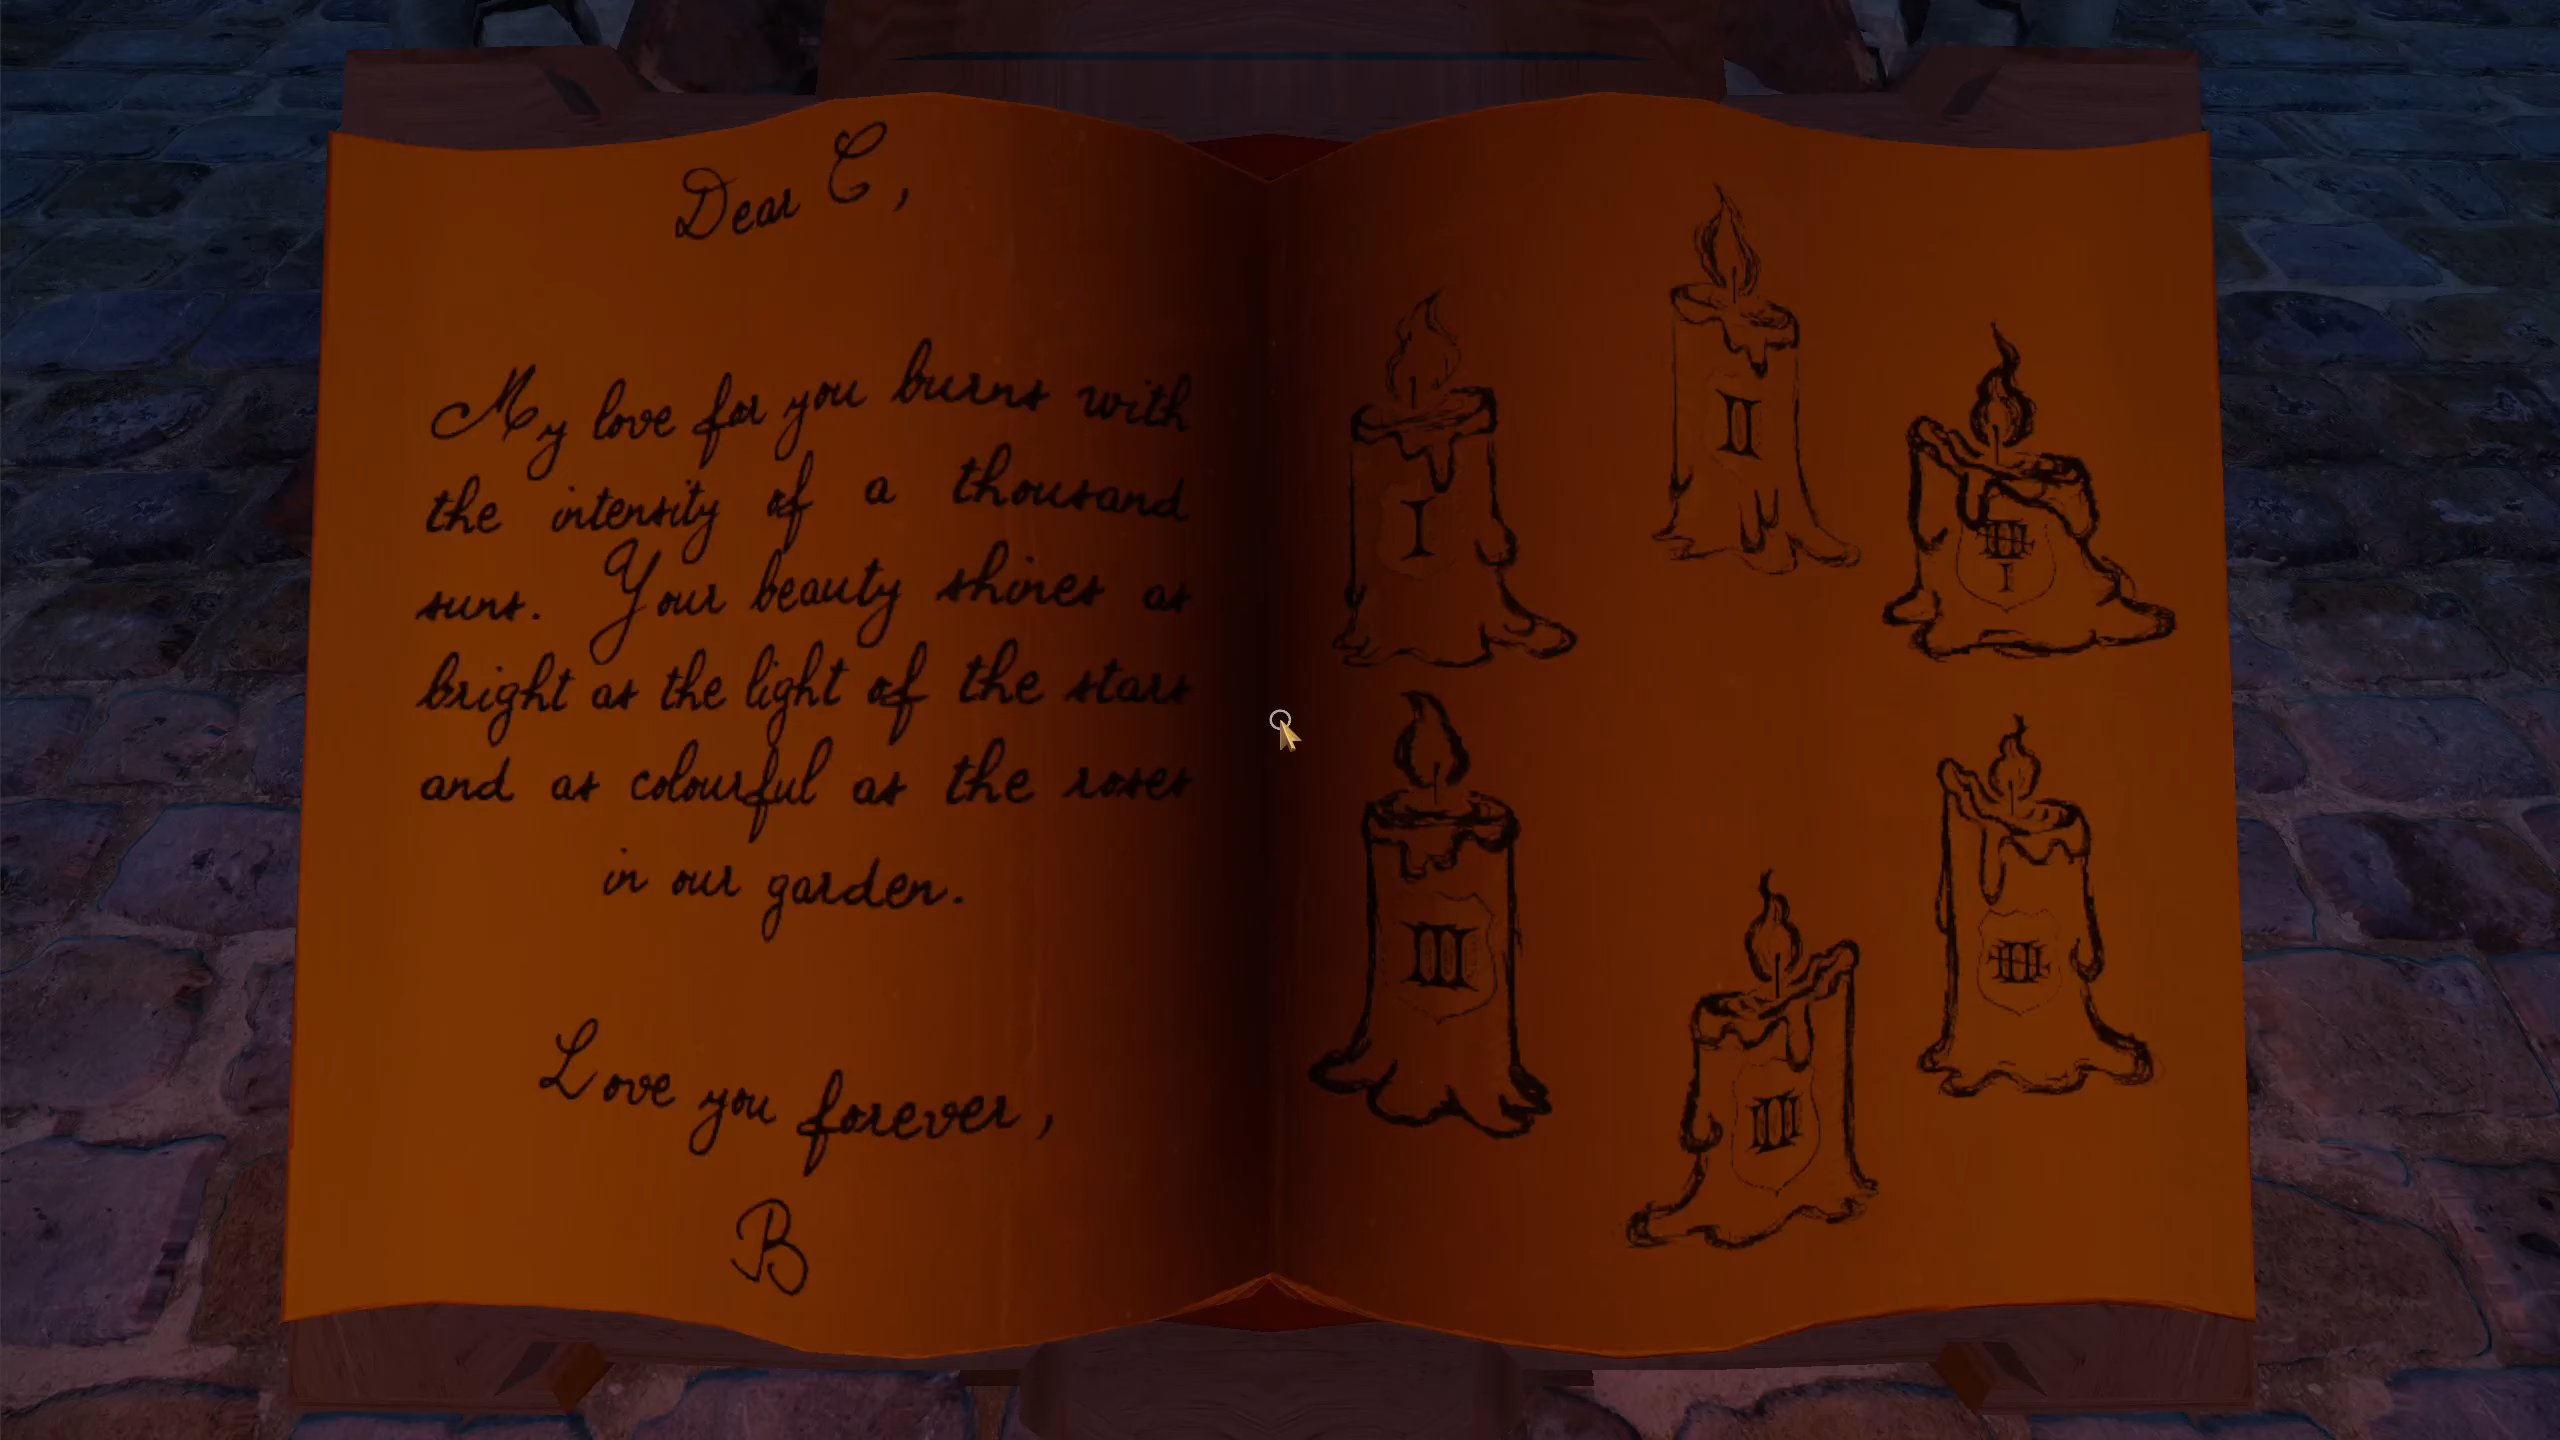 Dear C,
My love for you burns with
the intensity of a thousand
suns. Your beauty shines as
bright as the light of the stars
and as colourful as the roses
in our garden.
Love you forever,
B
I
II
III
III